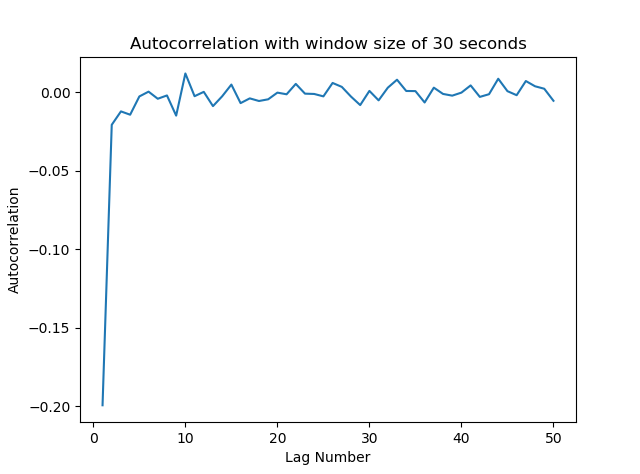 Autocorrelation with window size of 30 seconds
0.00
−0.05
−0.10
−0.15
−0.20
Autocorrelation
0 10 20 30 40 50
Lag Number